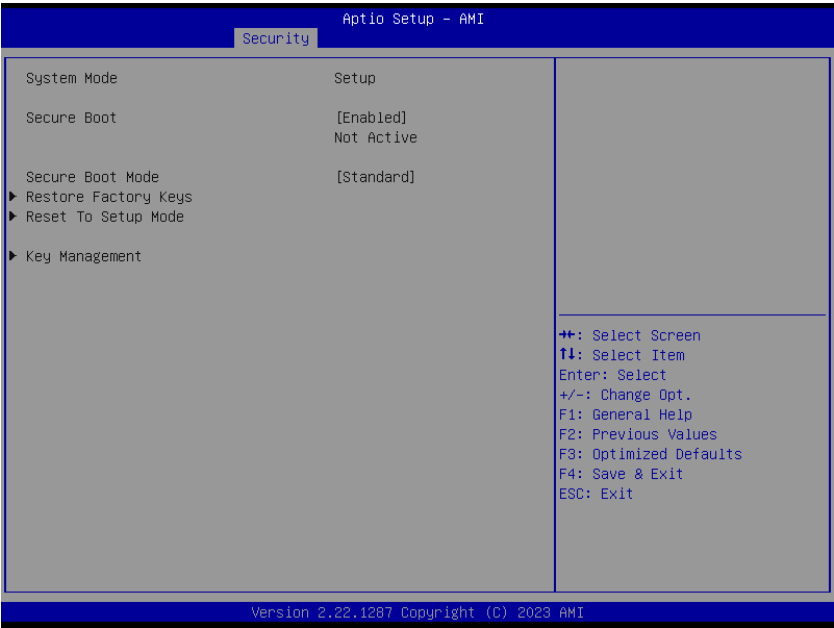 Aptio Setup – AMI
Security
System Mode Setup
Secure Boot [Enabled]
Not Active
Secure Boot Mode [Standard]
▶ Restore Factory Keys
▶ Reset To Setup Mode
▶ Key Management
→←: Select Screen
↑↓: Select Item
Enter: Select
+/-: Change Opt.
F1: General Help
F2: Previous Values
F3: Optimized Defaults
F4: Save & Exit
ESC: Exit
Version 2.22.1287 Copyright (C) 2023 AMI